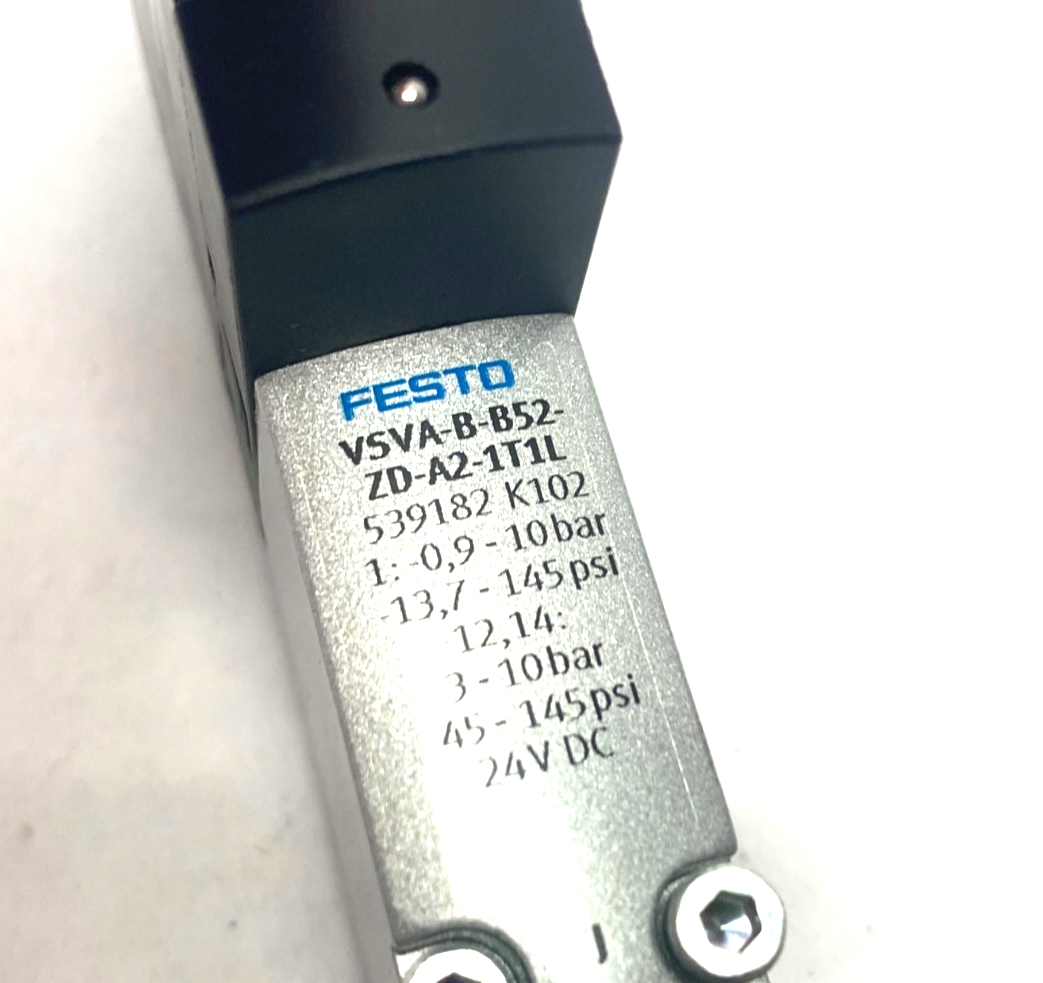 FESTO
VSVA-B-B52-
ZD-A2-1T1L
539182 K102
1: -0,9 - 10 bar
-13,7 - 145 psi
12,14:
3 - 10 bar
45 - 145 psi
24V DC
J